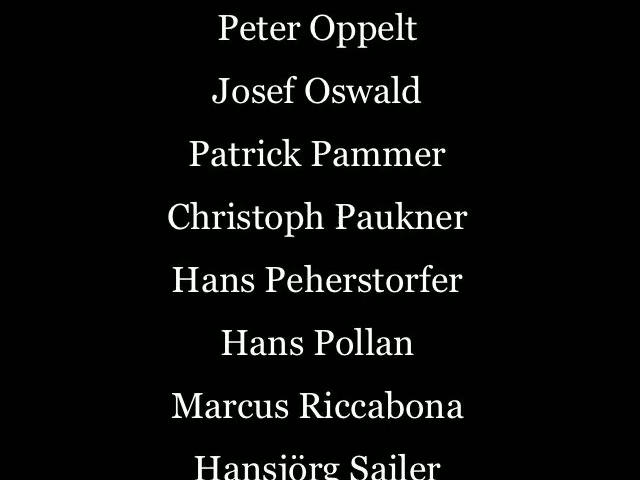 Peter Oppelt
Josef Oswald
Patrick Pammer
Christoph Paukner
Hans Peherstorfer
Hans Pollan
Marcus Riccabona
Hansjörg Sailer